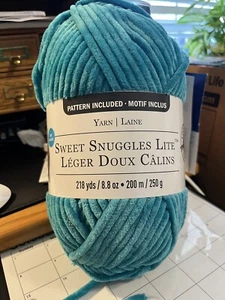 PATTERN INCLUDED • MOTIF INCLUS
YARN | LAINE
SWEET SNUGGLES LITE™
LÉGER DOUX CÂLINS
218 yds / 8.8 oz • 200 m / 250 g
Life